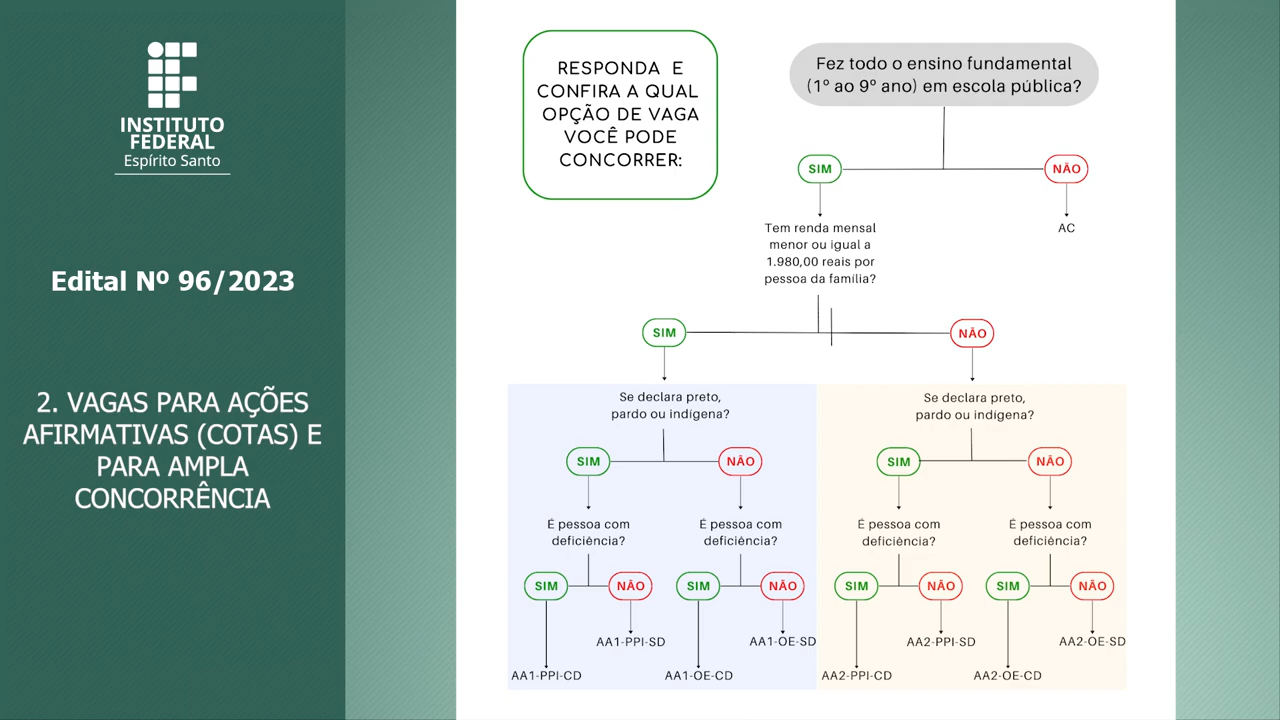 INSTITUTO
FEDERAL
Espírito Santo
Edital Nº 96/2023
2. VAGAS PARA AÇÕES
AFIRMATIVAS (COTAS) E
PARA AMPLA
CONCORRÊNCIA
RESPONDA E
CONFIRA A QUAL
OPÇÃO DE VAGA
VOCÊ PODE
CONCORRER:
Fez todo o ensino fundamental
(1º ao 9º ano) em escola pública?
SIM
NÃO
AC
Tem renda mensal
menor ou igual a
1.980,00 reais por
pessoa da família?
SIM
NÃO
Se declara preto,
pardo ou indígena?
Se declara preto,
pardo ou indígena?
SIM
NÃO
SIM
NÃO
É pessoa com
deficiência?
É pessoa com
deficiência?
É pessoa com
deficiência?
É pessoa com
deficiência?
SIM
NÃO
SIM
NÃO
SIM
NÃO
SIM
NÃO
AA1-PPI-SD
AA1-OE-SD
AA2-PPI-SD
AA2-OE-SD
AA1-PPI-CD
AA1-OE-CD
AA2-PPI-CD
AA2-OE-CD